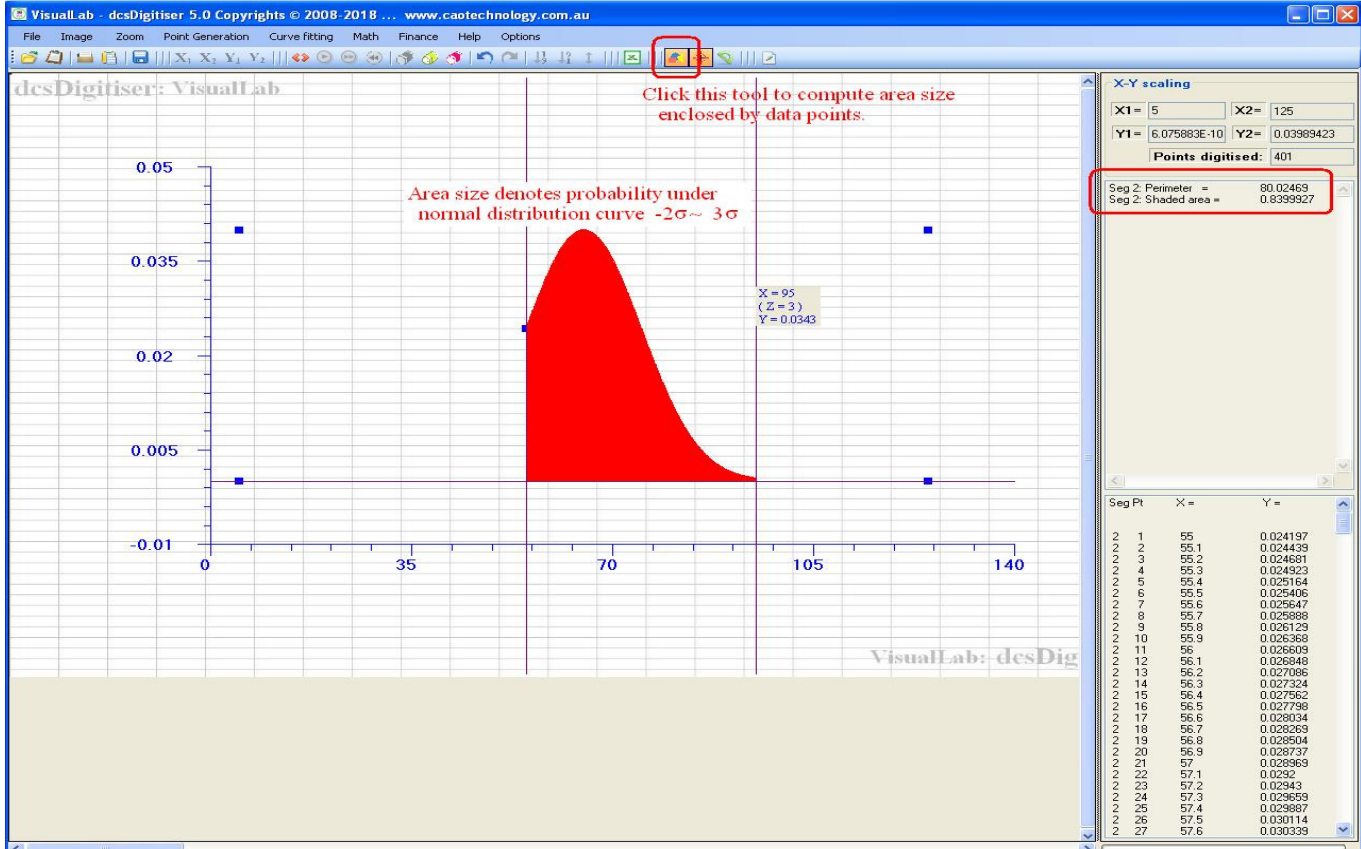 VisualLab - dcsDigitiser 5.0 Copyrights © 2008-2018 ... www.caotechnology.com.au
File Image Zoom Point Generation Curve fitting Math Finance Help Options
X₁ X₂ Y₁ Y₂
dcsDigitiser: VisualLab
Click this tool to compute area size
enclosed by data points.
Area size denotes probability under
normal distribution curve -2σ~ 3σ
0.05
0.035
0.02
0.005
-0.01
X = 95
( Z = 3 )
Y = 0.0343
0 35 70 105 140
VisualLab: dcsDig
X-Y scaling
X1 = 5 X2= 125
Y1 = 6.075883E-10 Y2= 0.03989423
Points digitised: 401
Seg 2: Perimeter = 80.02469
Seg 2: Shaded area = 0.8399927
Seg Pt X = Y =
2 1 55 0.024197
2 2 55.1 0.024439
2 3 55.2 0.024681
2 4 55.3 0.024923
2 5 55.4 0.025164
2 6 55.5 0.025406
2 7 55.6 0.025647
2 8 55.7 0.025888
2 9 55.8 0.026129
2 10 55.9 0.026368
2 11 56 0.026609
2 12 56.1 0.026848
2 13 56.2 0.027086
2 14 56.3 0.027324
2 15 56.4 0.027562
2 16 56.5 0.027798
2 17 56.6 0.028034
2 18 56.7 0.028269
2 19 56.8 0.028504
2 20 56.9 0.028737
2 21 57 0.028969
2 22 57.1 0.0292
2 23 57.2 0.02943
2 24 57.3 0.029659
2 25 57.4 0.029887
2 26 57.5 0.030114
2 27 57.6 0.030339